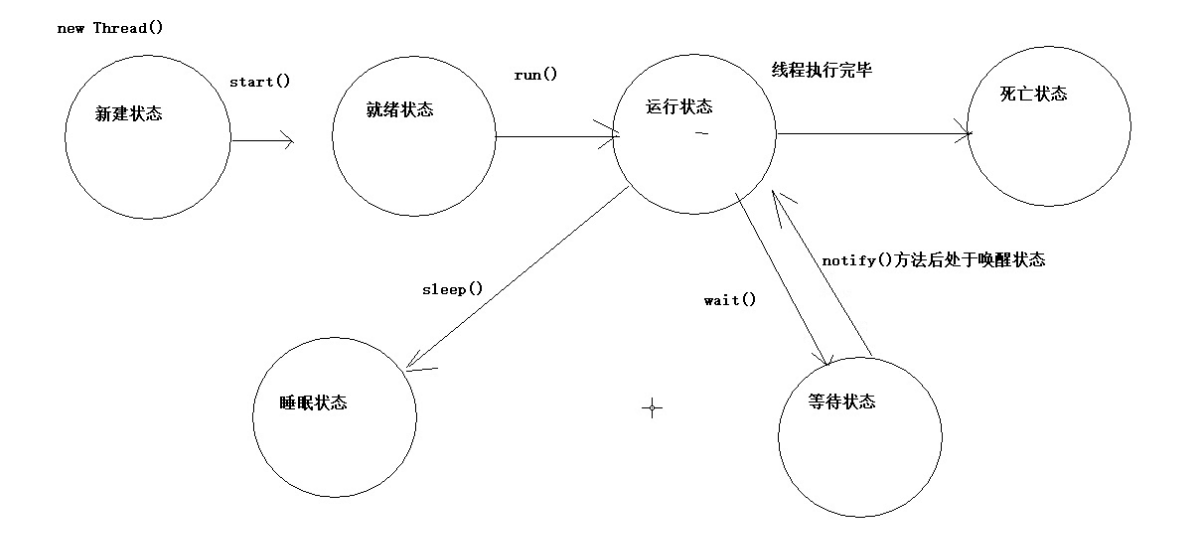 new Thread()
新建状态
start()
就绪状态
run()
运行状态
线程执行完毕
死亡状态
sleep()
wait()
notify()方法后处于唤醒状态
睡眠状态
等待状态